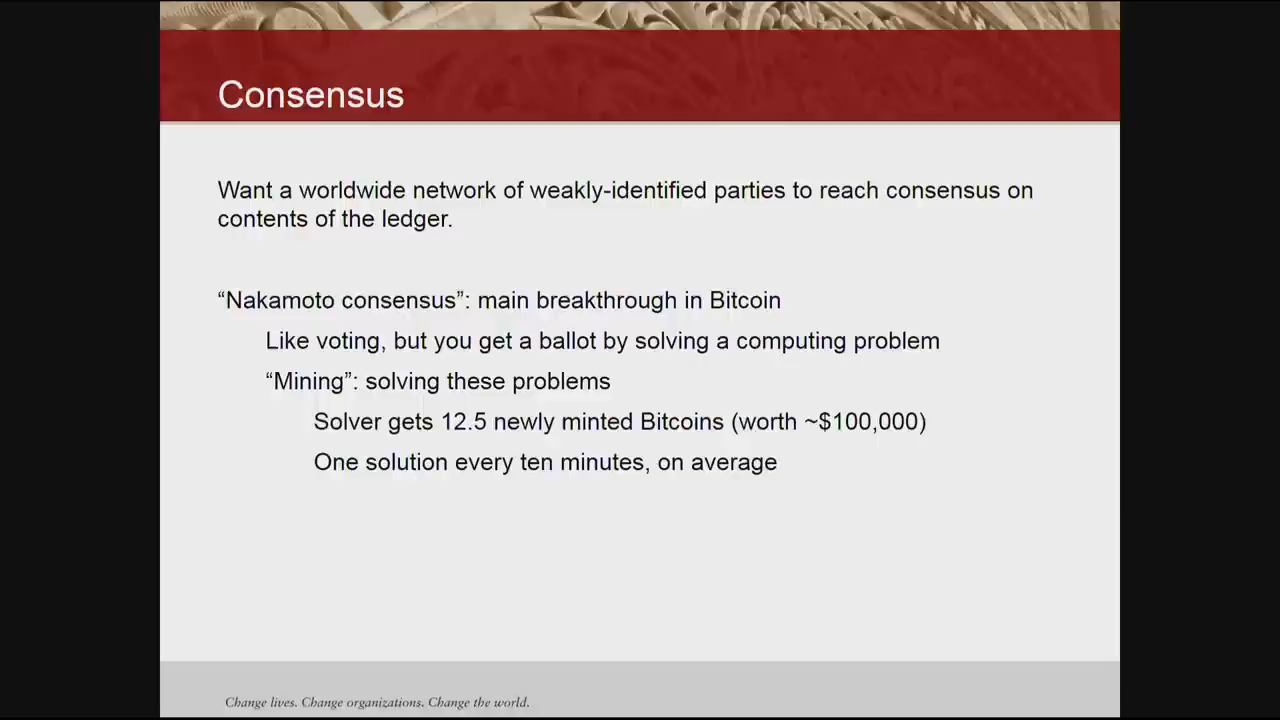 Consensus
Want a worldwide network of weakly-identified parties to reach consensus on
contents of the ledger.
“Nakamoto consensus”: main breakthrough in Bitcoin
Like voting, but you get a ballot by solving a computing problem
“Mining”: solving these problems
Solver gets 12.5 newly minted Bitcoins (worth ~$100,000)
One solution every ten minutes, on average
Change lives. Change organizations. Change the world.